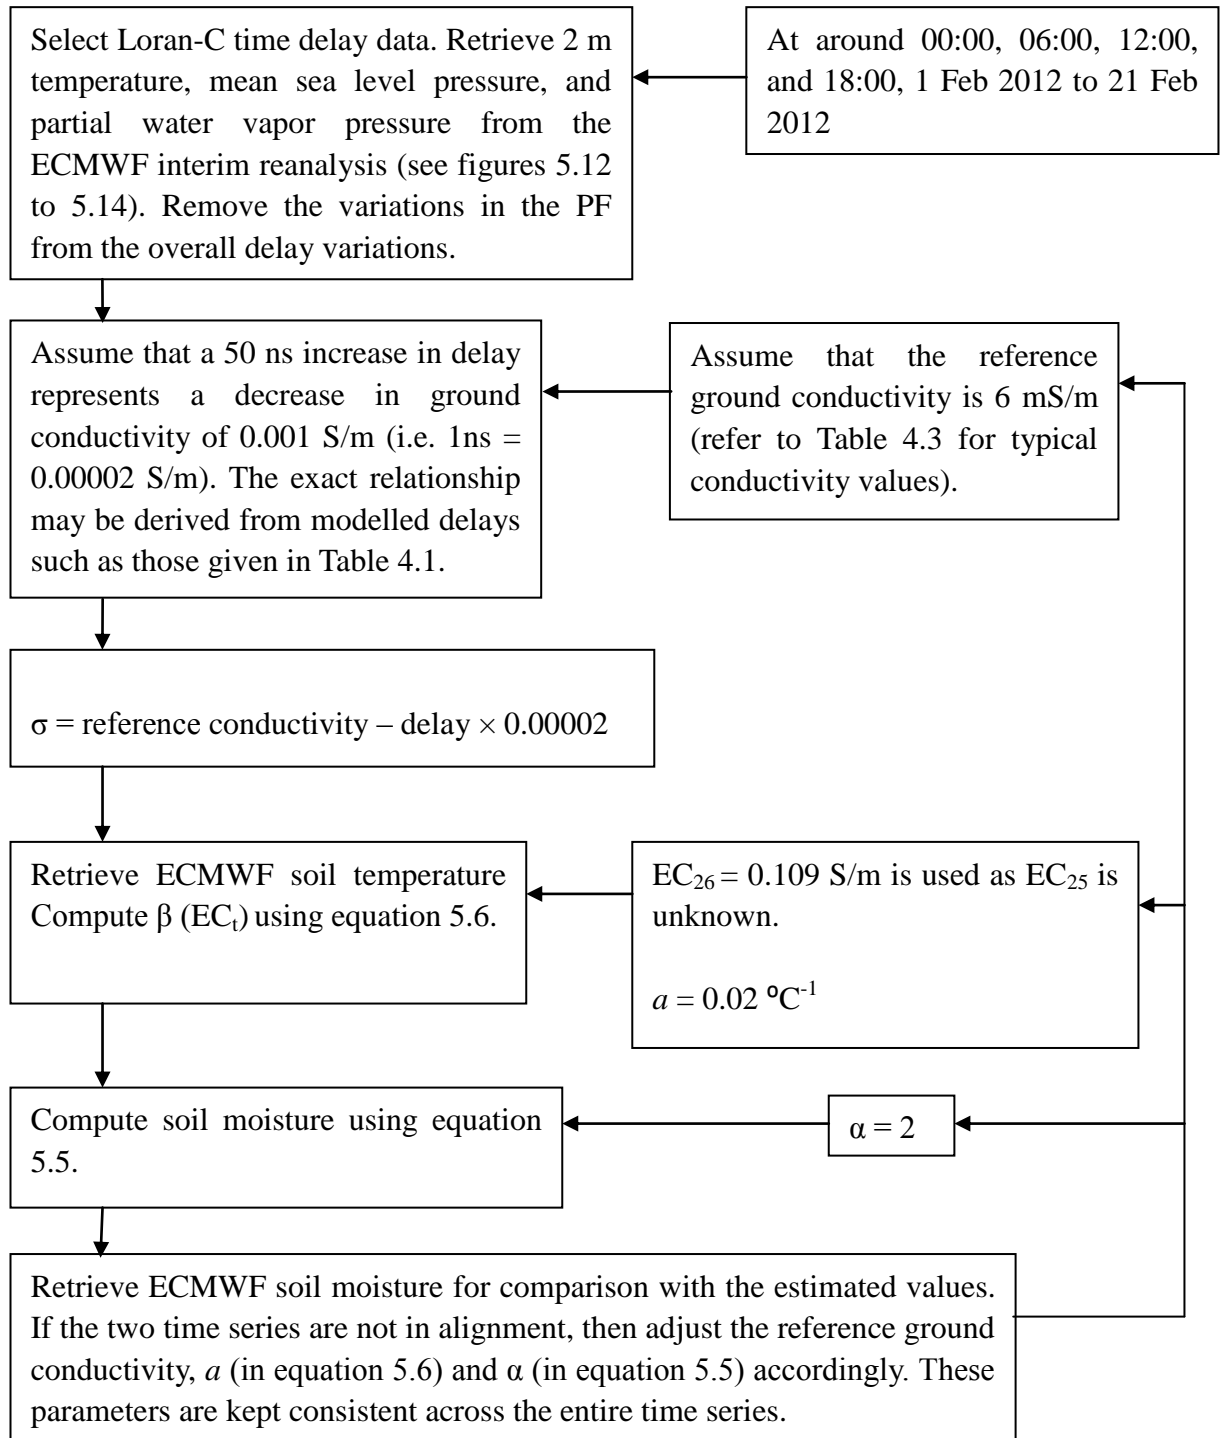 Select Loran-C time delay data. Retrieve 2 m
temperature, mean sea level pressure, and
partial water vapor pressure from the
ECMWF interim reanalysis (see figures 5.12
to 5.14). Remove the variations in the PF
from the overall delay variations.
At around 00:00, 06:00, 12:00,
and 18:00, 1 Feb 2012 to 21 Feb
2012
Assume that a 50 ns increase in delay
represents a decrease in ground
conductivity of 0.001 S/m (i.e. 1ns =
0.00002 S/m). The exact relationship
may be derived from modelled delays
such as those given in Table 4.1.
Assume that the reference
ground conductivity is 6 mS/m
(refer to Table 4.3 for typical
conductivity values).
σ = reference conductivity – delay × 0.00002
Retrieve ECMWF soil temperature
Compute β (ECt) using equation 5.6.
EC26 = 0.109 S/m is used as EC25 is
unknown.
a = 0.02 ºC-1
Compute soil moisture using equation
5.5.
α = 2
Retrieve ECMWF soil moisture for comparison with the estimated values.
If the two time series are not in alignment, then adjust the reference ground
conductivity, a (in equation 5.6) and α (in equation 5.5) accordingly. These
parameters are kept consistent across the entire time series.